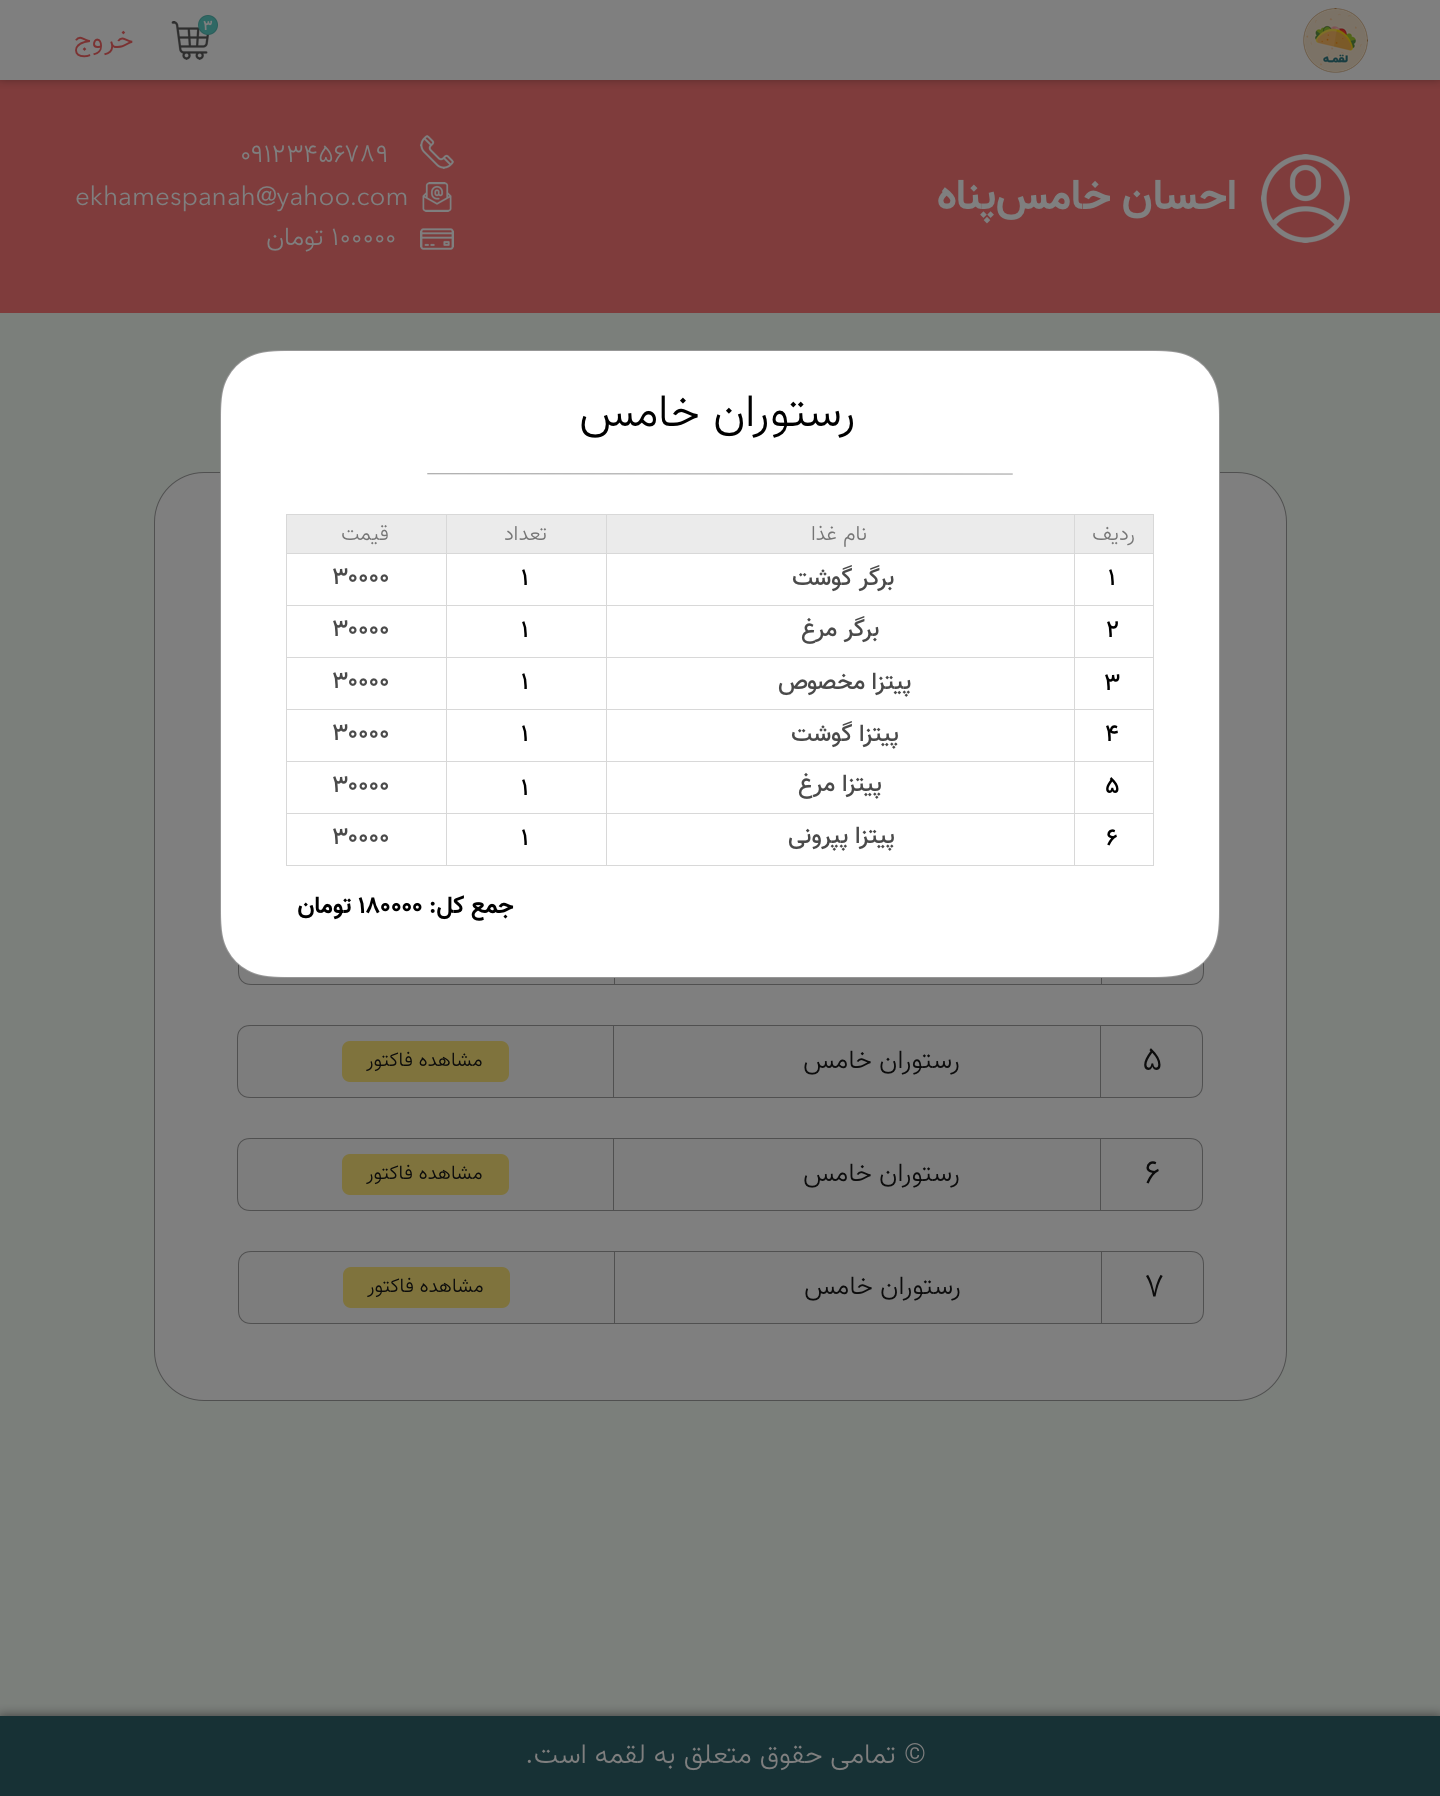 لقمه
۳
خروج
احسان خامس‌پناه
۰۹۱۲۳۴۵۶۷۸۹
ekhamespanah@yahoo.com
۱۰۰۰۰۰ تومان
رستوران خامس
ردیف نام غذا تعداد قیمت
۱ برگر گوشت ۱ ۳۰۰۰۰
۲ برگر مرغ ۱ ۳۰۰۰۰
۳ پیتزا مخصوص ۱ ۳۰۰۰۰
۴ پیتزا گوشت ۱ ۳۰۰۰۰
۵ پیتزا مرغ ۱ ۳۰۰۰۰
۶ پیتزا پپرونی ۱ ۳۰۰۰۰
جمع کل: ۱۸۰۰۰۰ تومان
۵ رستوران خامس مشاهده فاکتور
۶ رستوران خامس مشاهده فاکتور
۷ رستوران خامس مشاهده فاکتور
© تمامی حقوق متعلق به لقمه است.